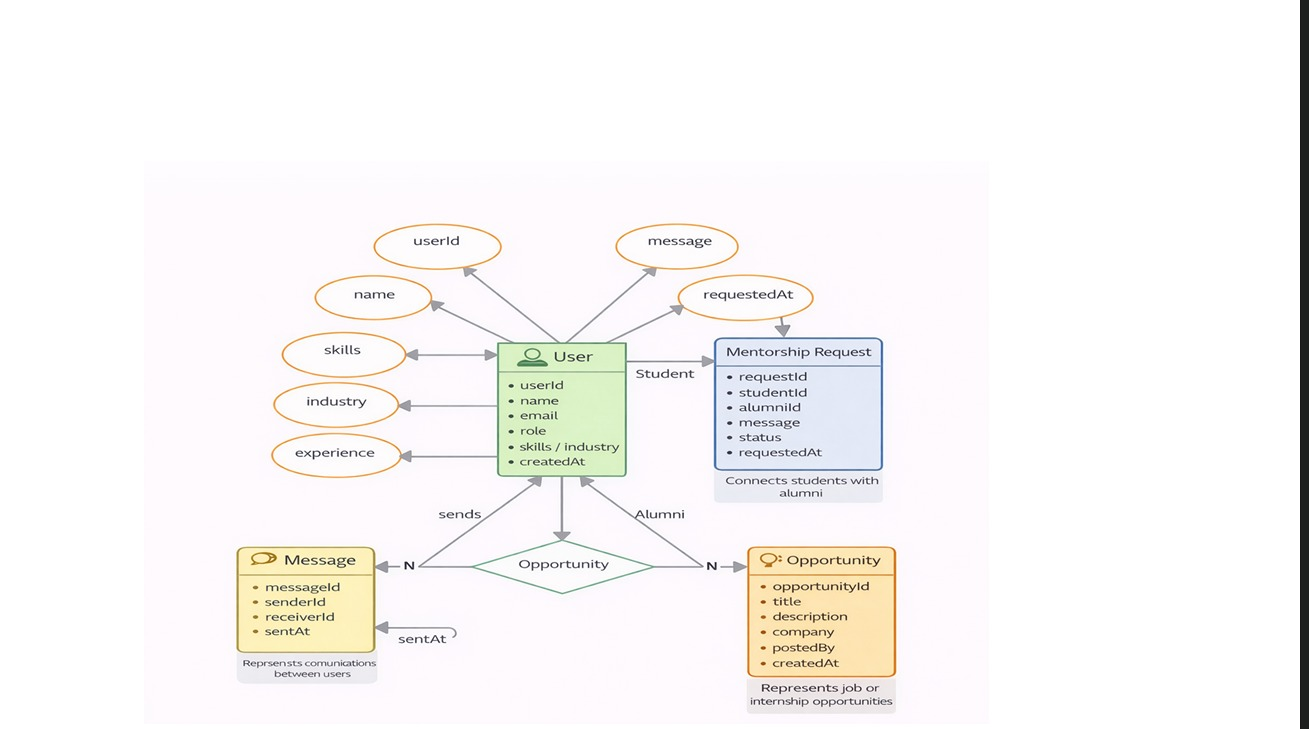 userId
message
name
requestedAt
skills
industry
experience
User
• userId
• name
• email
• role
• skills / industry
• createdAt
Student
Mentorship Request
• requestId
• studentId
• alumniId
• message
• status
• requestedAt
Connects students with
alumni
sends
Alumni
N
Opportunity
N
Message
• messageId
• senderId
• receiverId
• sentAt
sentAt
Reprsensts comunications
between users
Opportunity
• opportunityId
• title
• description
• company
• postedBy
• createdAt
Represents job or
internship opportunities